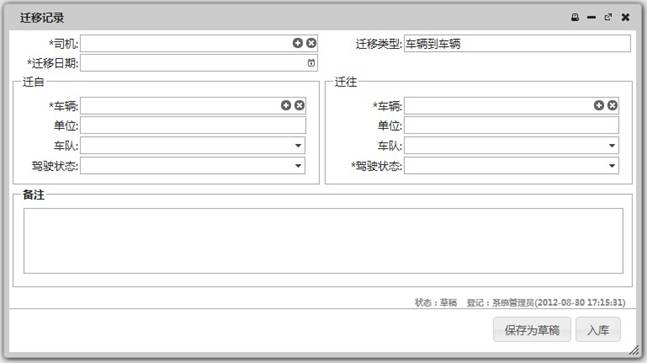 迁移记录
*司机: 迁移类型: 车辆到车辆
*迁移日期:
迁自 迁往
*车辆: *车辆:
单位: 单位:
车队: 车队:
驾驶状态: *驾驶状态:
备注
状态：草稿 登记：系统管理员(2012-08-30 17:15:31)
保存为草稿 入库